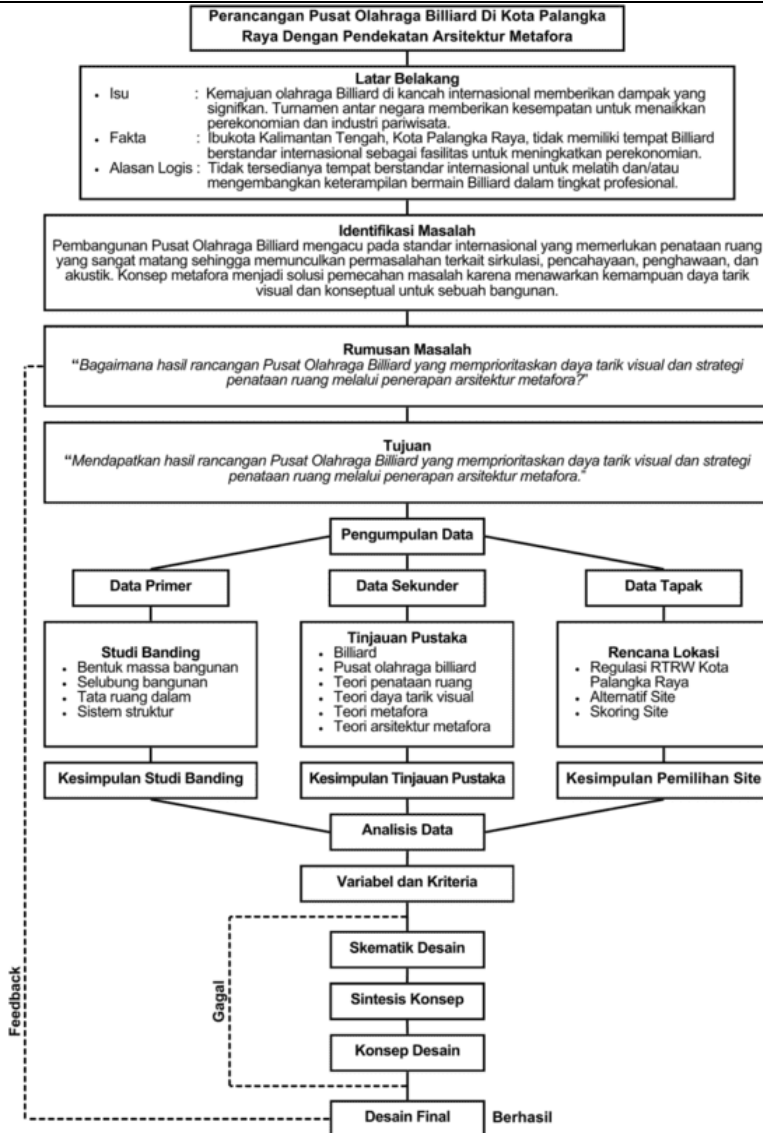 Perancangan Pusat Olahraga Billiard Di Kota Palangka
Raya Dengan Pendekatan Arsitektur Metafora
Latar Belakang
• Isu : Kemajuan olahraga Billiard di kancah internasional memberikan dampak yang
signifkan. Turnamen antar negara memberikan kesempatan untuk menaikkan
perekonomian dan industri pariwisata.
• Fakta : Ibukota Kalimantan Tengah, Kota Palangka Raya, tidak memiliki tempat Billiard
berstandar internasional sebagai fasilitas untuk meningkatkan perekonomian.
• Alasan Logis : Tidak tersedianya tempat berstandar internasional untuk melatih dan/atau
mengembangkan keterampilan bermain Billiard dalam tingkat profesional.
Identifikasi Masalah
Pembangunan Pusat Olahraga Billiard mengacu pada standar internasional yang memerlukan penataan ruang
yang sangat matang sehingga memunculkan permasalahan terkait sirkulasi, pencahayaan, penghawaan, dan
akustik. Konsep metafora menjadi solusi pemecahan masalah karena menawarkan kemampuan daya tarik
visual dan konseptual untuk sebuah bangunan.
Rumusan Masalah
“Bagaimana hasil rancangan Pusat Olahraga Billiard yang memprioritaskan daya tarik visual dan strategi
penataan ruang melalui penerapan arsitektur metafora?”
Tujuan
“Mendapatkan hasil rancangan Pusat Olahraga Billiard yang memprioritaskan daya tarik visual dan strategi
penataan ruang melalui penerapan arsitektur metafora.”
Pengumpulan Data
Data Primer
Data Sekunder
Data Tapak
Studi Banding
• Bentuk massa bangunan
• Selubung bangunan
• Tata ruang dalam
• Sistem struktur
Tinjauan Pustaka
• Billiard
• Pusat olahraga billiard
• Teori penataan ruang
• Teori daya tarik visual
• Teori metafora
• Teori arsitektur metafora
Rencana Lokasi
• Regulasi RTRW Kota
Palangka Raya
• Alternatif Site
• Skoring Site
Kesimpulan Studi Banding
Kesimpulan Tinjauan Pustaka
Kesimpulan Pemilihan Site
Analisis Data
Variabel dan Kriteria
Skematik Desain
Sintesis Konsep
Konsep Desain
Feedback
Gagal
Desain Final
Berhasil